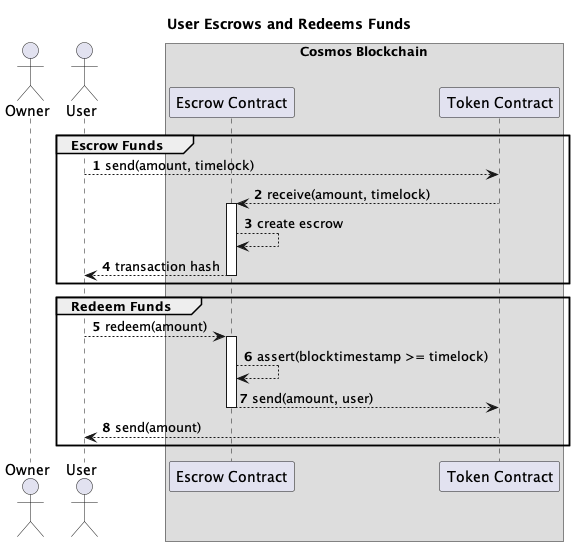 User Escrows and Redeems Funds
Cosmos Blockchain
Owner
User
Escrow Contract
Token Contract
Escrow Funds
1 send(amount, timelock)
2 receive(amount, timelock)
3 create escrow
4 transaction hash
Redeem Funds
5 redeem(amount)
6 assert(blocktimestamp >= timelock)
7 send(amount, user)
8 send(amount)
Owner
User
Escrow Contract
Token Contract